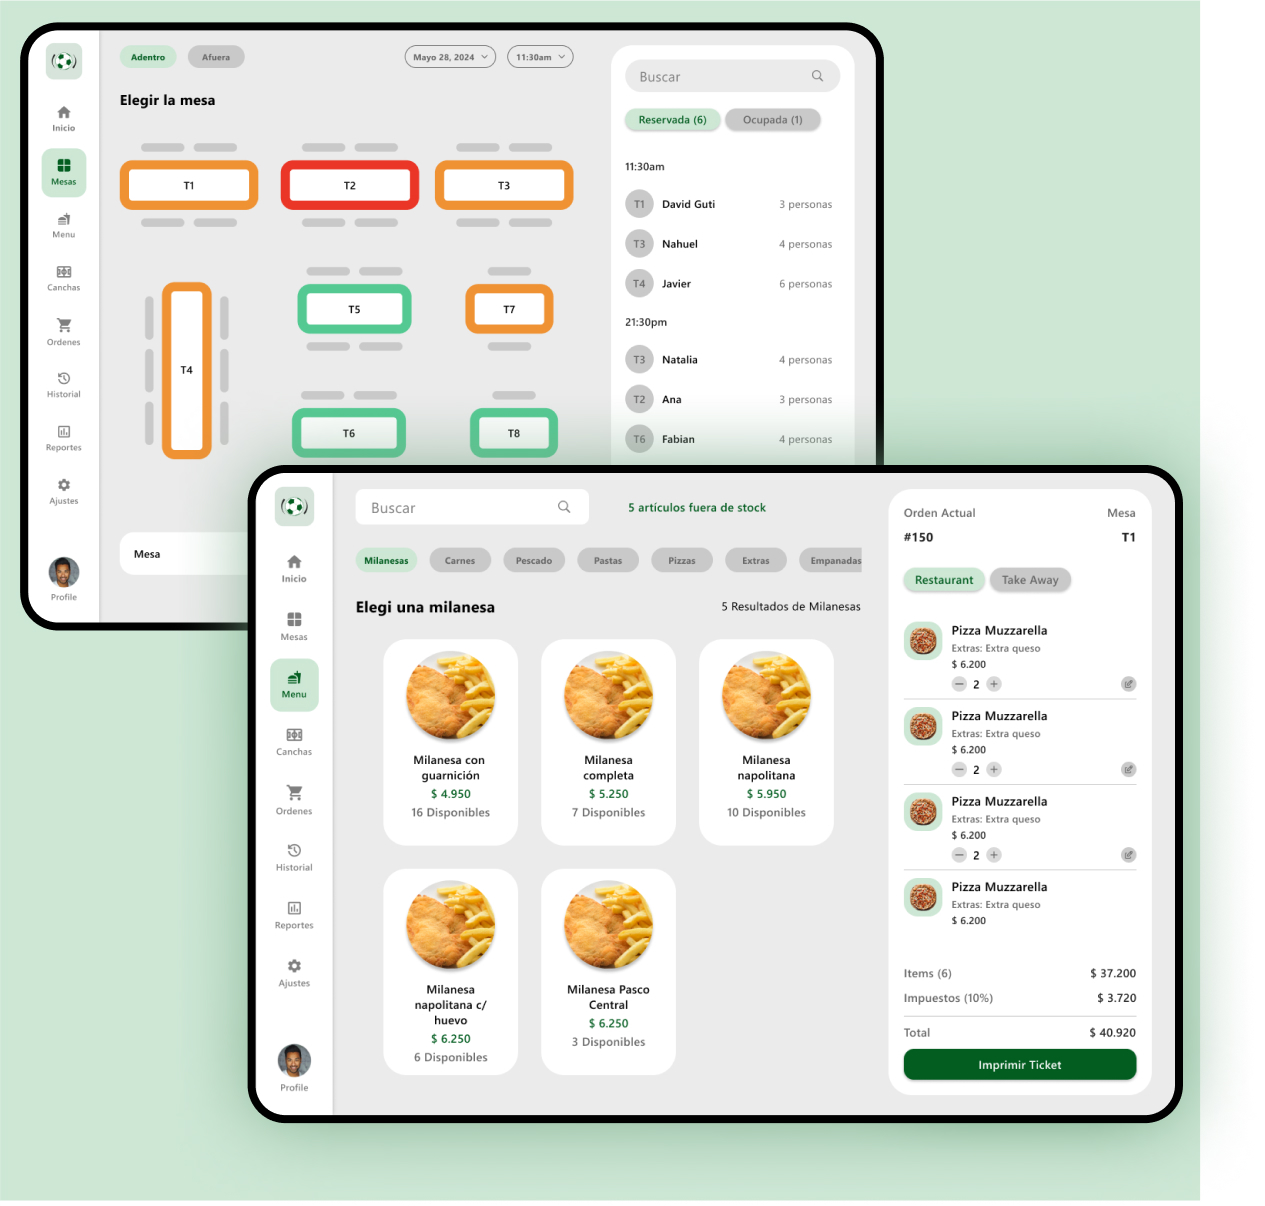 Adentro
Afuera
Mayo 28, 2024
11:30am
Elegir la mesa
Inicio
Mesas
Menu
Canchas
Ordenes
Historial
Reportes
Ajustes
Profile
T1
T2
T3
T4
T5
T7
T6
T8
Mesa
Buscar
Reservada (6)
Ocupada (1)
11:30am
T1 David Guti 3 personas
T3 Nahuel 4 personas
T4 Javier 6 personas
21:30pm
T3 Natalia 4 personas
T2 Ana 3 personas
T6 Fabian 4 personas
Inicio
Mesas
Menu
Canchas
Ordenes
Historial
Reportes
Ajustes
Profile
Buscar
5 artículos fuera de stock
Milanesas
Carnes
Pescado
Pastas
Pizzas
Extras
Empanadas
Elegi una milanesa
5 Resultados de Milanesas
Milanesa con
guarnición
$ 4.950
16 Disponibles
Milanesa
completa
$ 5.250
7 Disponibles
Milanesa
napolitana
$ 5.950
10 Disponibles
Milanesa
napolitana c/
huevo
$ 6.250
6 Disponibles
Milanesa Pasco
Central
$ 6.250
3 Disponibles
Orden Actual Mesa
#150 T1
Restaurant
Take Away
Pizza Muzzarella
Extras: Extra queso
$ 6.200
2
Pizza Muzzarella
Extras: Extra queso
$ 6.200
2
Pizza Muzzarella
Extras: Extra queso
$ 6.200
2
Pizza Muzzarella
Extras: Extra queso
$ 6.200
Items (6) $ 37.200
Impuestos (10%) $ 3.720
Total $ 40.920
Imprimir Ticket